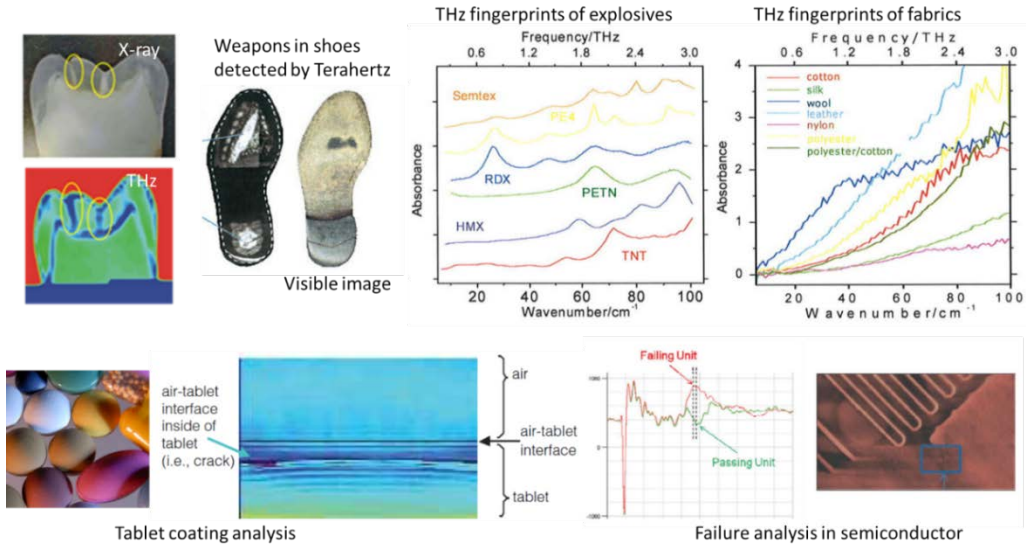 X-ray
THz
Weapons in shoes
detected by Terahertz
Visible image
THz fingerprints of explosives
Frequency/THz
0.6 1.2 1.8 2.4 3.0
Absorbance
Semtex
PE4
RDX
PETN
HMX
TNT
20 40 60 80 100
Wavenumber/cm⁻¹
THz fingerprints of fabrics
Frequency/THz
0.6 1.2 1.8 2.4 3.0
Absorbance
4
3
2
1
0
cotton
silk
wool
leather
nylon
polyester
polyester/cotton
20 40 60 80 100
Wavenumber/cm⁻¹
air-tablet
interface
inside of
tablet
(i.e., crack)
air
air-tablet
interface
tablet
Tablet coating analysis
Failing Unit
Passing Unit
0
Failure analysis in semiconductor